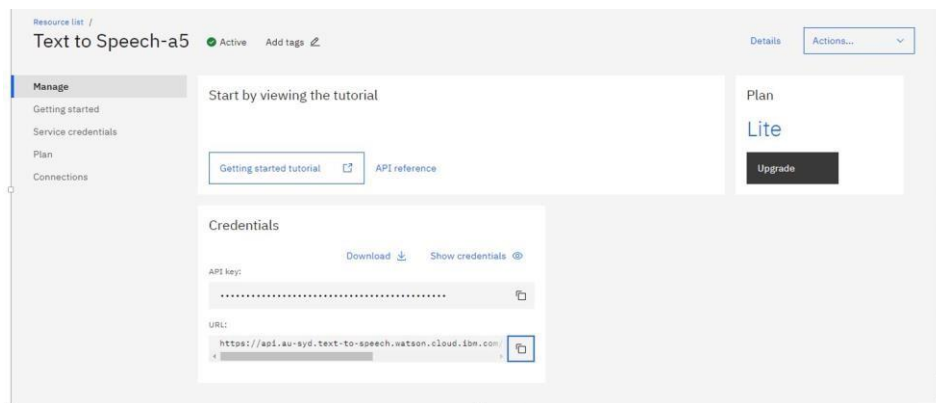 Resource list /
Text to Speech-a5 Active Add tags Details Actions...
Manage
Getting started
Service credentials
Plan
Connections
Start by viewing the tutorial
Getting started tutorial API reference
Plan
Lite
Upgrade
Credentials
Download Show credentials
API key:
............................................
URL:
https://api.au-syd.text-to-speech.watson.cloud.ibm.com/